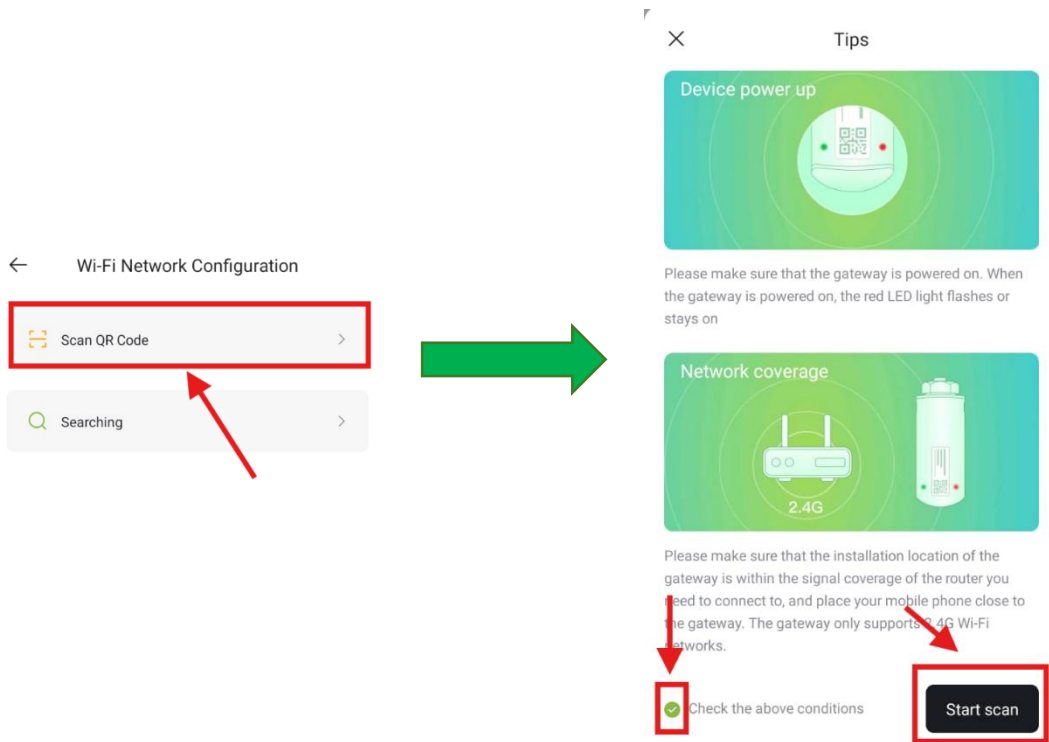 Wi-Fi Network Configuration
Scan QR Code
Searching
Tips
Device power up
Please make sure that the gateway is powered on. When
the gateway is powered on, the red LED light flashes or
stays on
Network coverage
2.4G
Please make sure that the installation location of the
gateway is within the signal coverage of the router you
need to connect to, and place your mobile phone close to
the gateway. The gateway only supports 2.4G Wi-Fi
networks.
Check the above conditions
Start scan